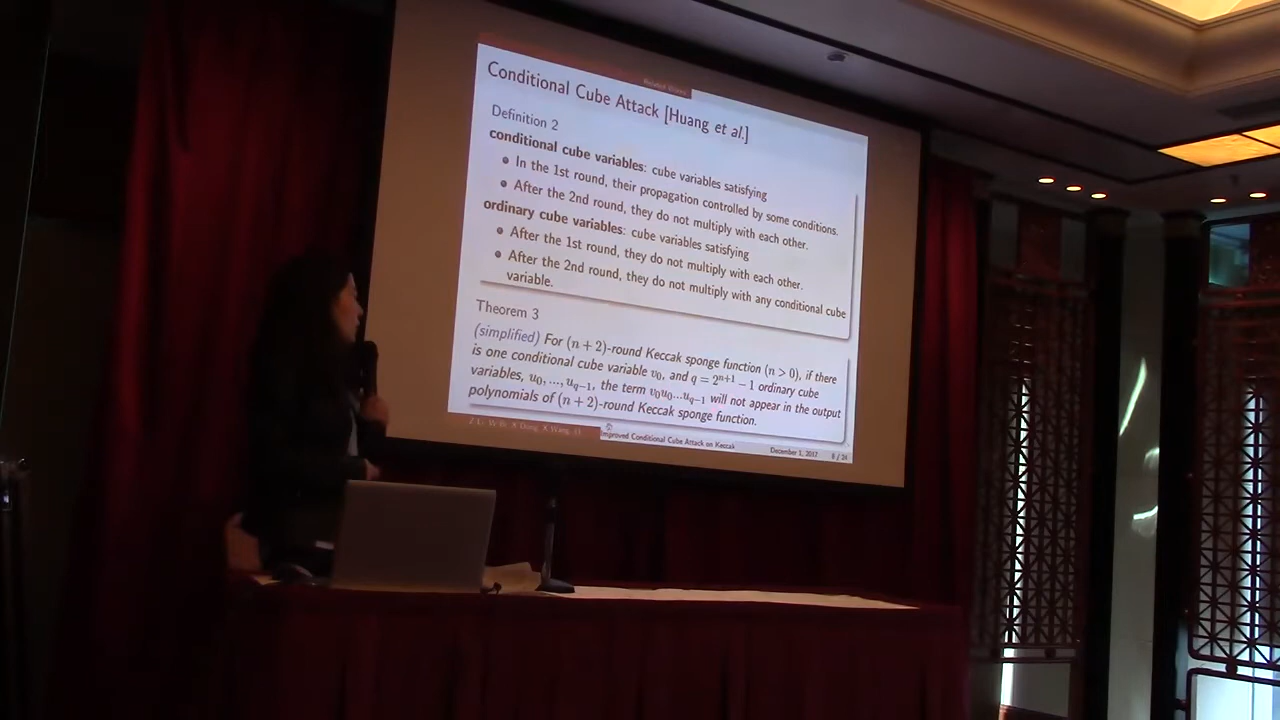 Related Works
Conditional Cube Attack [Huang et al.]
Definition 2
conditional cube variables: cube variables satisfying
• In the 1st round, their propagation controlled by some conditions.
• After the 2nd round, they do not multiply with each other.
ordinary cube variables: cube variables satisfying
• After the 1st round, they do not multiply with each other.
• After the 2nd round, they do not multiply with any conditional cube
variable.
Theorem 3
(simplified) For (n + 2)-round Keccak sponge function (n > 0), if there
is one conditional cube variable v₀, and q = 2ⁿ⁺¹ − 1 ordinary cube
variables, u₀, ..., u_{q−1}, the term v₀u₀...u_{q−1} will not appear in the output
polynomials of (n + 2)-round Keccak sponge function.
Improved Conditional Cube Attack on Keccak
December 1, 2017